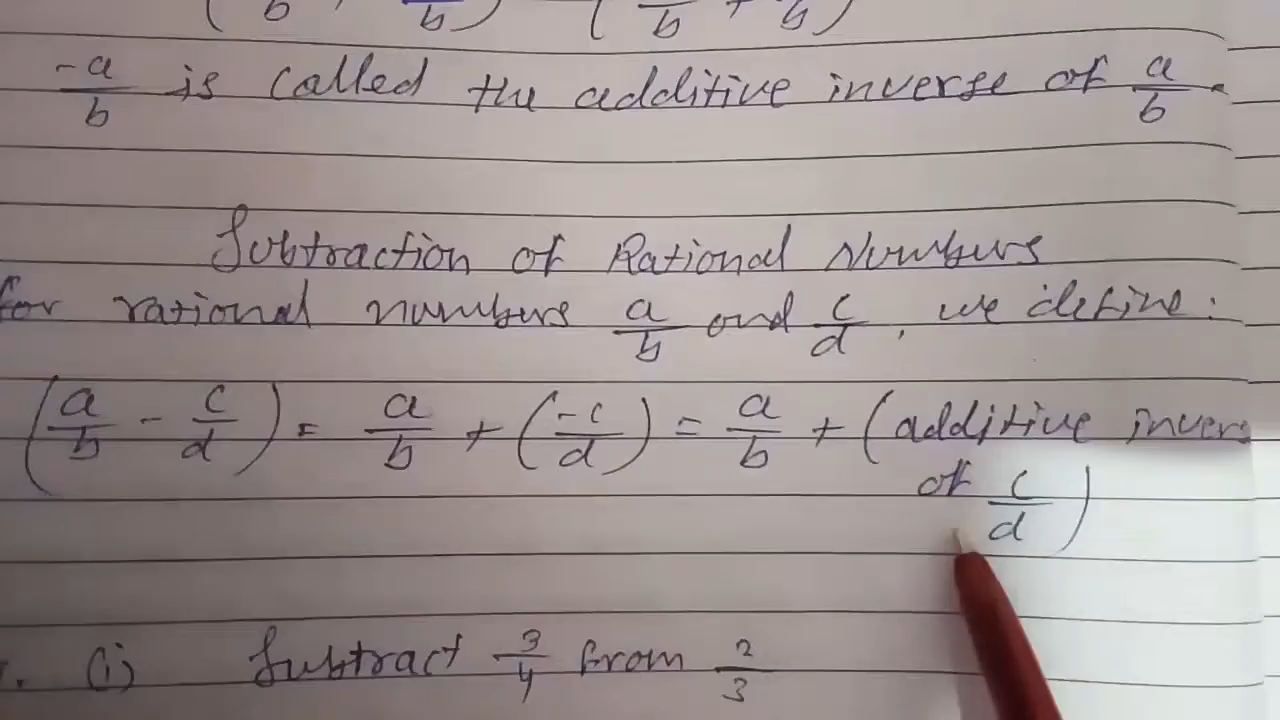 -a/b is called the additive inverse of a/b.
Subtraction of Rational Numbers
for rational numbers a/b and c/d, we define:
(a/b - c/d) = a/b + (-c/d) = a/b + (additive invers
of c/d)
(i) Subtract 3/4 from 2/3